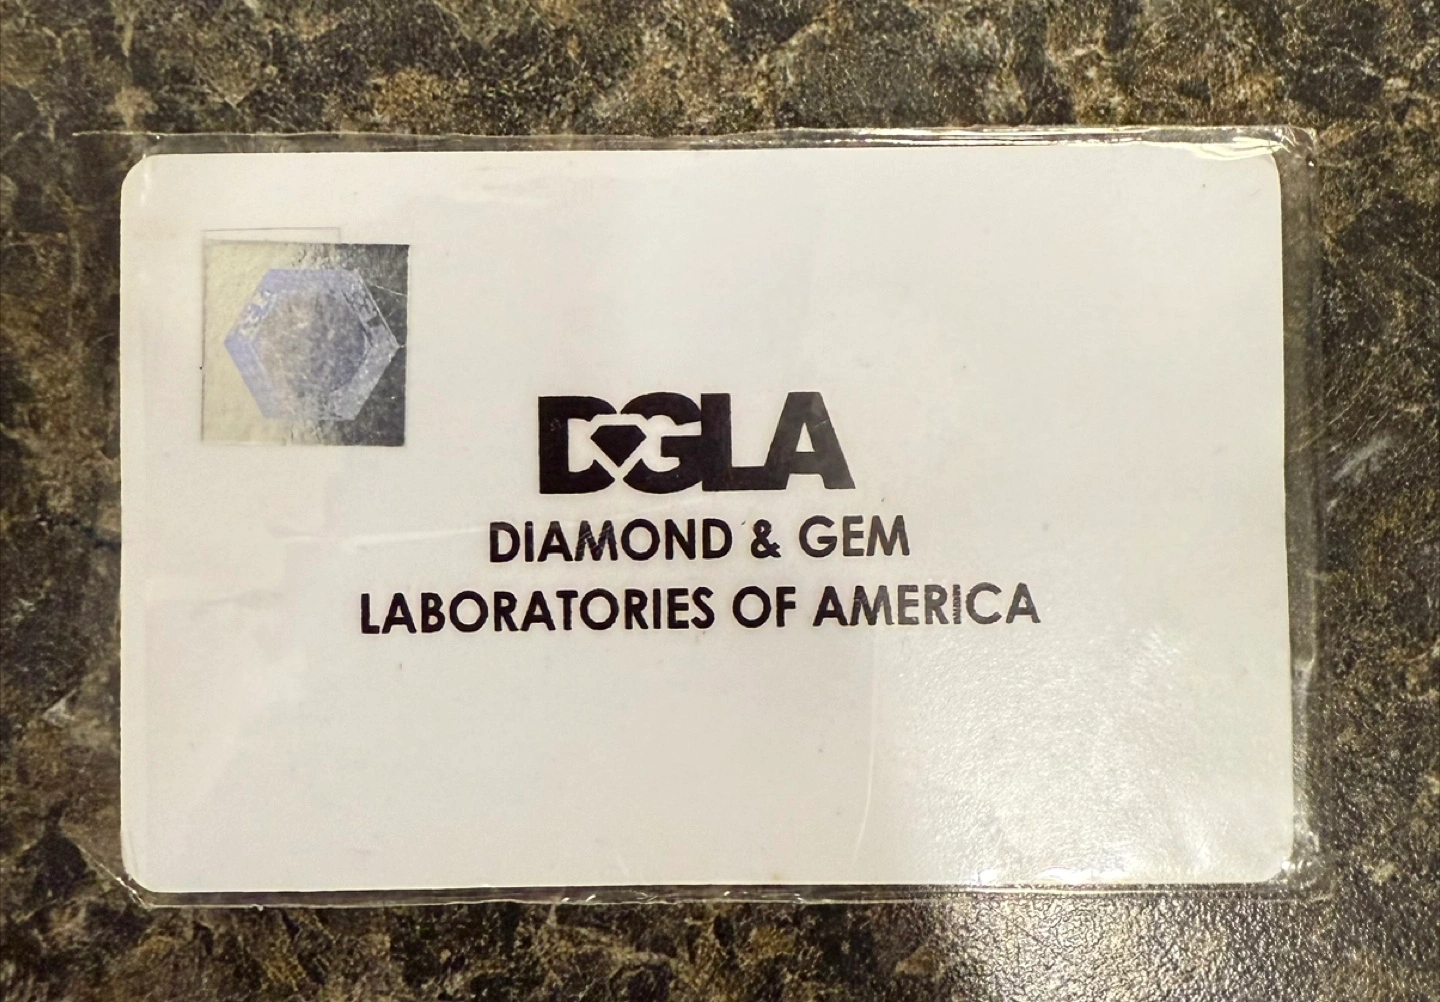 DGLA
DIAMOND & GEM
LABORATORIES OF AMERICA